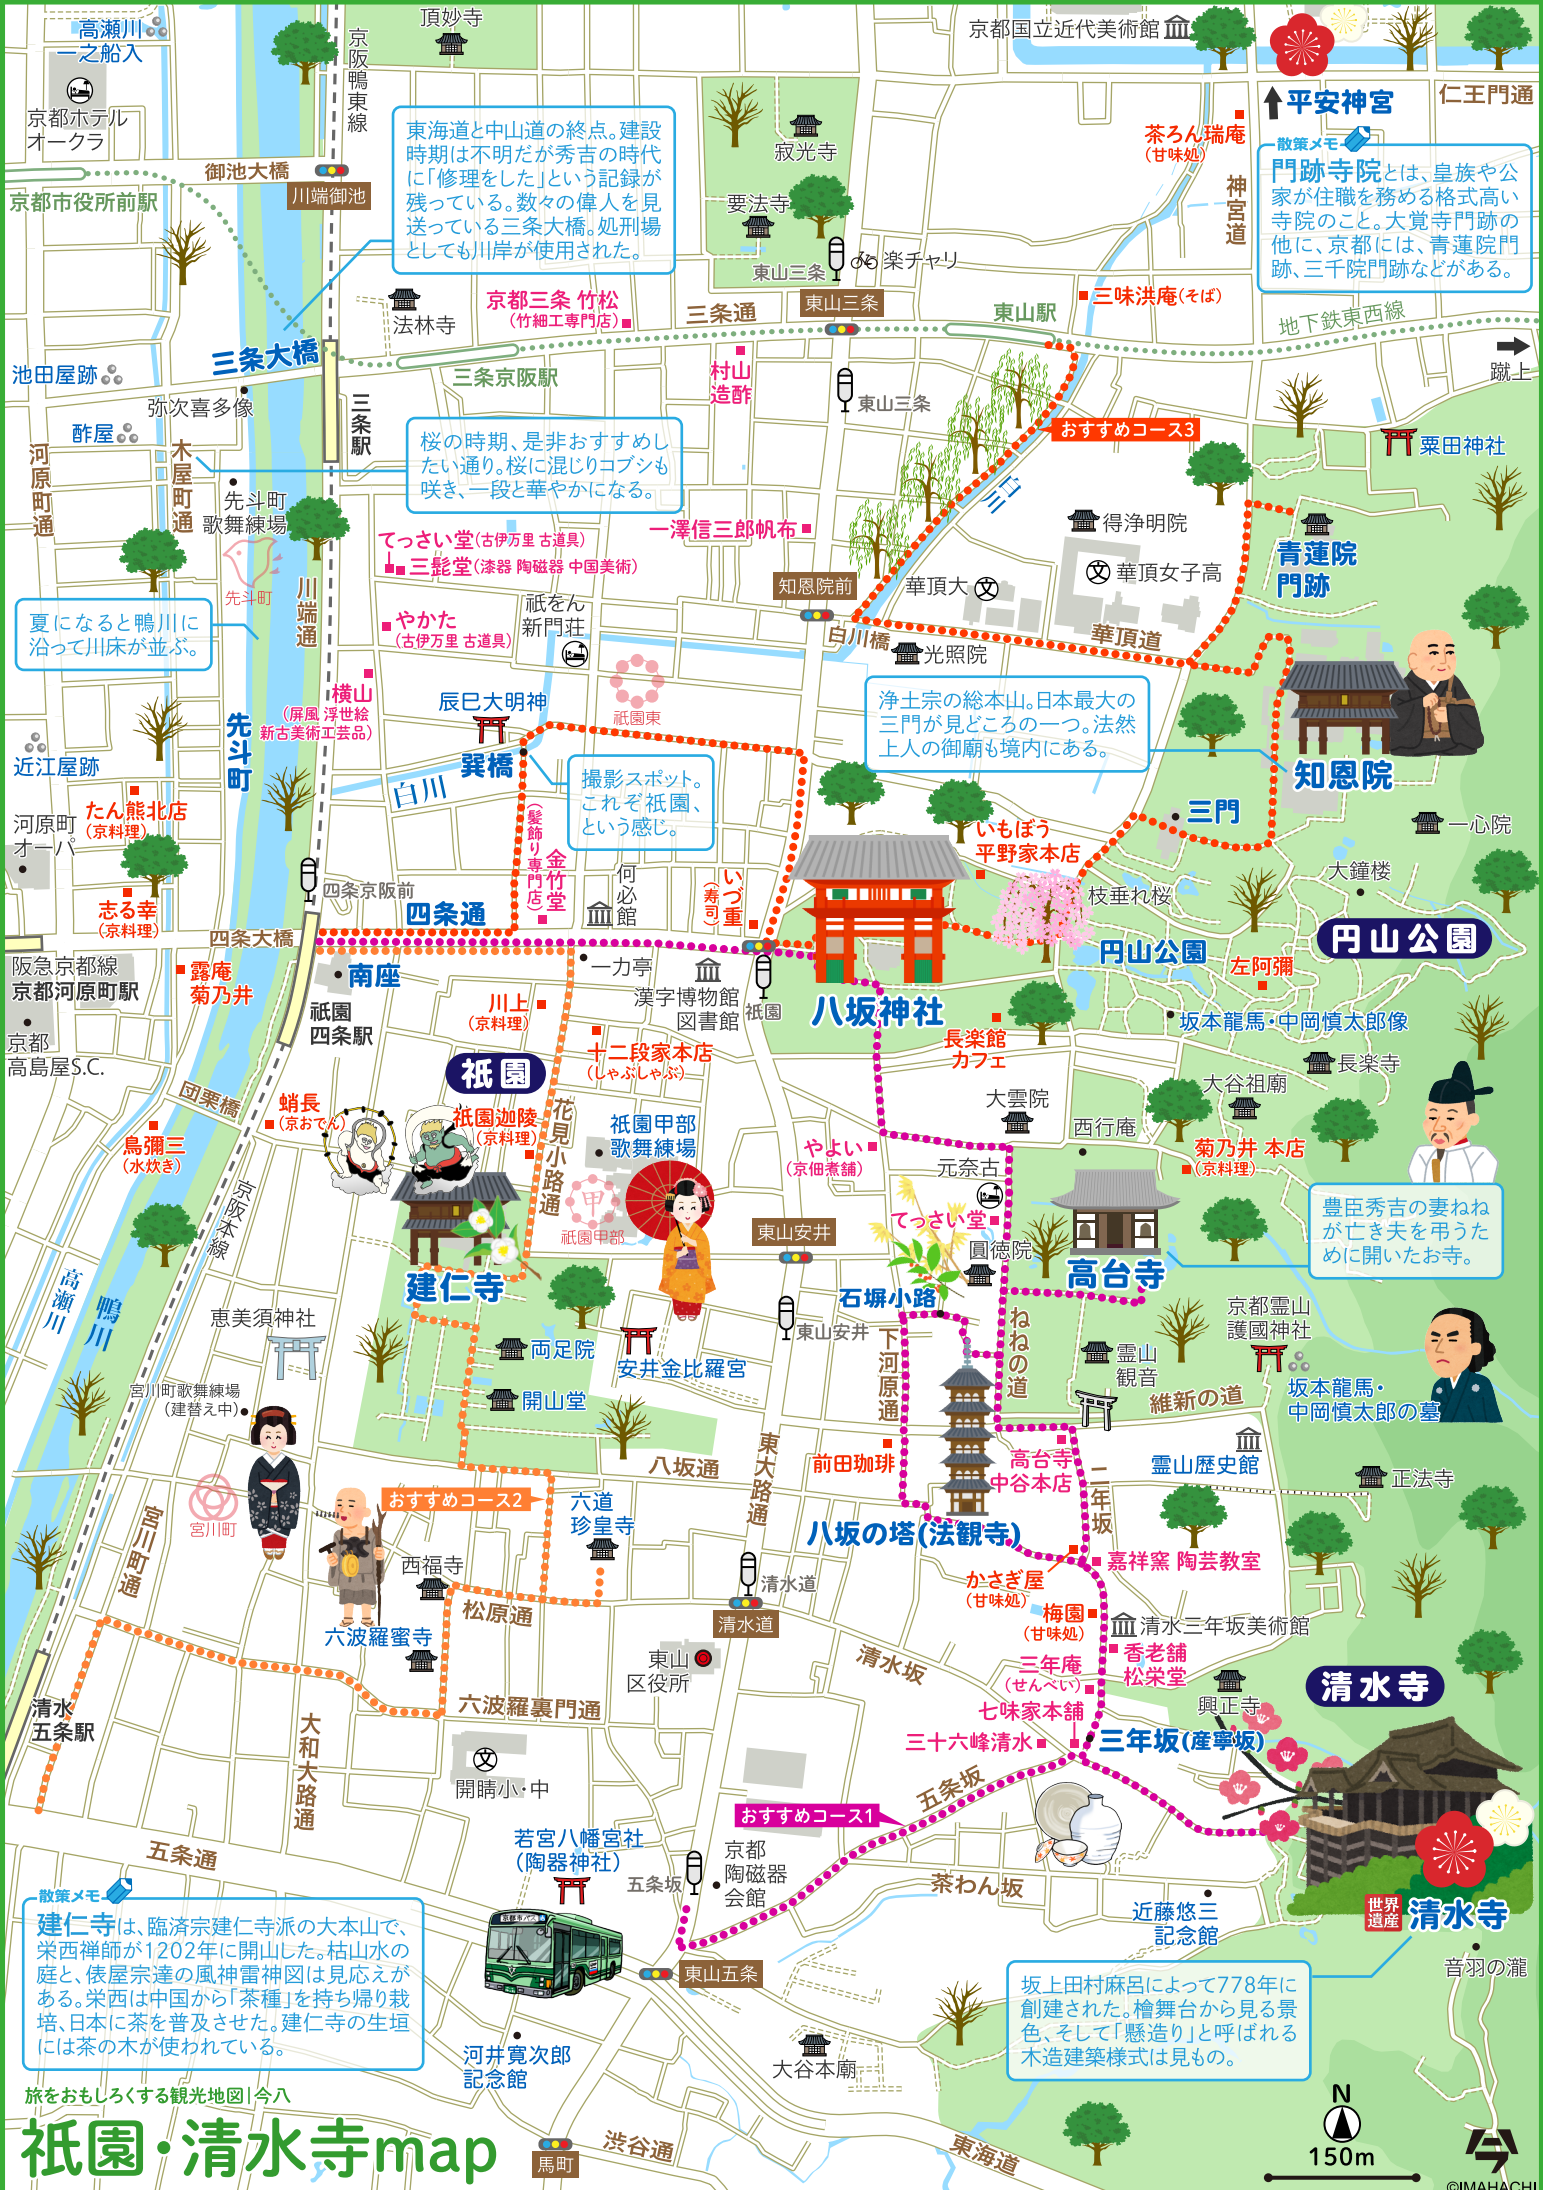 高瀬川
一之船入
京都ホテル
オークラ
頂妙寺
京阪鴨東線
京都国立近代美術館
平安神宮
仁王門通
茶ろん瑞庵
(甘味処)
神宮道
散策メモ
門跡寺院とは、皇族や公
家が住職を務める格式高い
寺院のこと。大覚寺門跡の
他に、京都には、青蓮院門
跡、三千院門跡などがある。
御池大橋
川端御池
京都市役所前駅
東海道と中山道の終点。建設
時期は不明だが秀吉の時代
に「修理をした」という記録が
残っている。数々の偉人を見
送っている三条大橋。処刑場
としても川岸が使用された。
寂光寺
要法寺
東山三条
楽チャリ
東山三条
法林寺
京都三条 竹松
(竹細工専門店)
三条通
東山駅
三味洪庵(そば)
地下鉄東西線
蹴上
三条大橋
池田屋跡
弥次喜多像
三条京阪駅
村山
造酢
東山三条
酢屋
河原町通
木屋町通
三条駅
桜の時期、是非おすすめし
たい通り。桜に混じりコブシも
咲き、一段と華やかになる。
おすすめコース3
粟田神社
先斗町
歌舞練場
先斗町
川端通
白川
得浄明院
華頂女子高
華頂大
青蓮院
門跡
一澤信三郎帆布
てっさい堂(古伊万里 古道具)
三髭堂(漆器 陶磁器 中国美術)
知恩院前
祇をん
新門荘
やかた
(古伊万里 古道具)
夏になると鴨川に
沿って川床が並ぶ。
白川橋
光照院
華頂道
横山
(屏風 浮世絵
新古美術工芸品)
辰巳大明神
祇園東
浄土宗の総本山。日本最大の
三門が見どころの一つ。法然
上人の御廟も境内にある。
知恩院
先斗町
近江屋跡
巽橋
白川
撮影スポット。
これぞ祇園、
という感じ。
三門
一心院
たん熊北店
(京料理)
河原町
オーパ
いもぼう
平野家本店
金竹堂
(髪飾り専門店)
何必館
いづ重
(寿司)
大鐘楼
枝垂れ桜
志る幸
(京料理)
四条京阪前
四条通
四条大橋
円山公園
円山公園
阪急京都線
京都河原町駅
露庵
菊乃井
南座
一力亭
漢字博物館
図書館
祇園
左阿彌
祇園
四条駅
川上
(京料理)
八坂神社
坂本龍馬・中岡慎太郎像
京都
高島屋S.C.
十二段家本店
(しゃぶしゃぶ)
長楽館
カフェ
長楽寺
祇園
団栗橋
大雲院
大谷祖廟
蛸長
(京おでん)
祇園迦陵
(京料理)
花見小路通
祇園甲部
歌舞練場
西行庵
鳥彌三
(水炊き)
やよい
(京佃煮舗)
元奈古
菊乃井 本店
(京料理)
京阪本線
甲
祇園甲部
てっさい堂
圓徳院
東山安井
豊臣秀吉の妻ねね
が亡き夫を弔うた
めに開いたお寺。
高台寺
高瀬川
鴨川
建仁寺
石塀小路
恵美須神社
両足院
東山安井
下河原通
ねねの道
京都霊山
護國神社
霊山
観音
安井金比羅宮
開山堂
宮川町歌舞練場
(建替え中)
維新の道
坂本龍馬・
中岡慎太郎の墓
八坂通
東大路通
前田珈琲
高台寺
中谷本店
霊山歴史館
正法寺
宮川町
宮川町通
おすすめコース2
六道
珍皇寺
二年坂
八坂の塔(法観寺)
西福寺
清水道
嘉祥窯 陶芸教室
かさぎ屋
(甘味処)
松原通
清水道
梅園
(甘味処)
清水三年坂美術館
六波羅蜜寺
東山
区役所
清水坂
三年庵
(せんべい)
香老舗
松栄堂
興正寺
清水寺
清水
五条駅
六波羅裏門通
七味家本舗
三十六峰清水
三年坂(産寧坂)
大和大路通
開睛小・中
五条坂
おすすめコース1
五条通
若宮八幡宮社
(陶器神社)
五条坂
京都
陶磁器
会館
茶わん坂
近藤悠三
記念館
世界
遺産
清水寺
散策メモ
建仁寺は、臨済宗建仁寺派の大本山で、
栄西禅師が1202年に開山した。枯山水の
庭と、俵屋宗達の風神雷神図は見応えが
ある。栄西は中国から「茶種」を持ち帰り栽
培、日本に茶を普及させた。建仁寺の生垣
には茶の木が使われている。
東山五条
音羽の瀧
坂上田村麻呂によって778年に
創建された。檜舞台から見る景
色、そして「懸造り」と呼ばれる
木造建築様式は見もの。
河井寛次郎
記念館
大谷本廟
旅をおもしろくする観光地図|今八
祇園・清水寺map
馬町
渋谷通
東海道
N
150m
©IMAHACHI